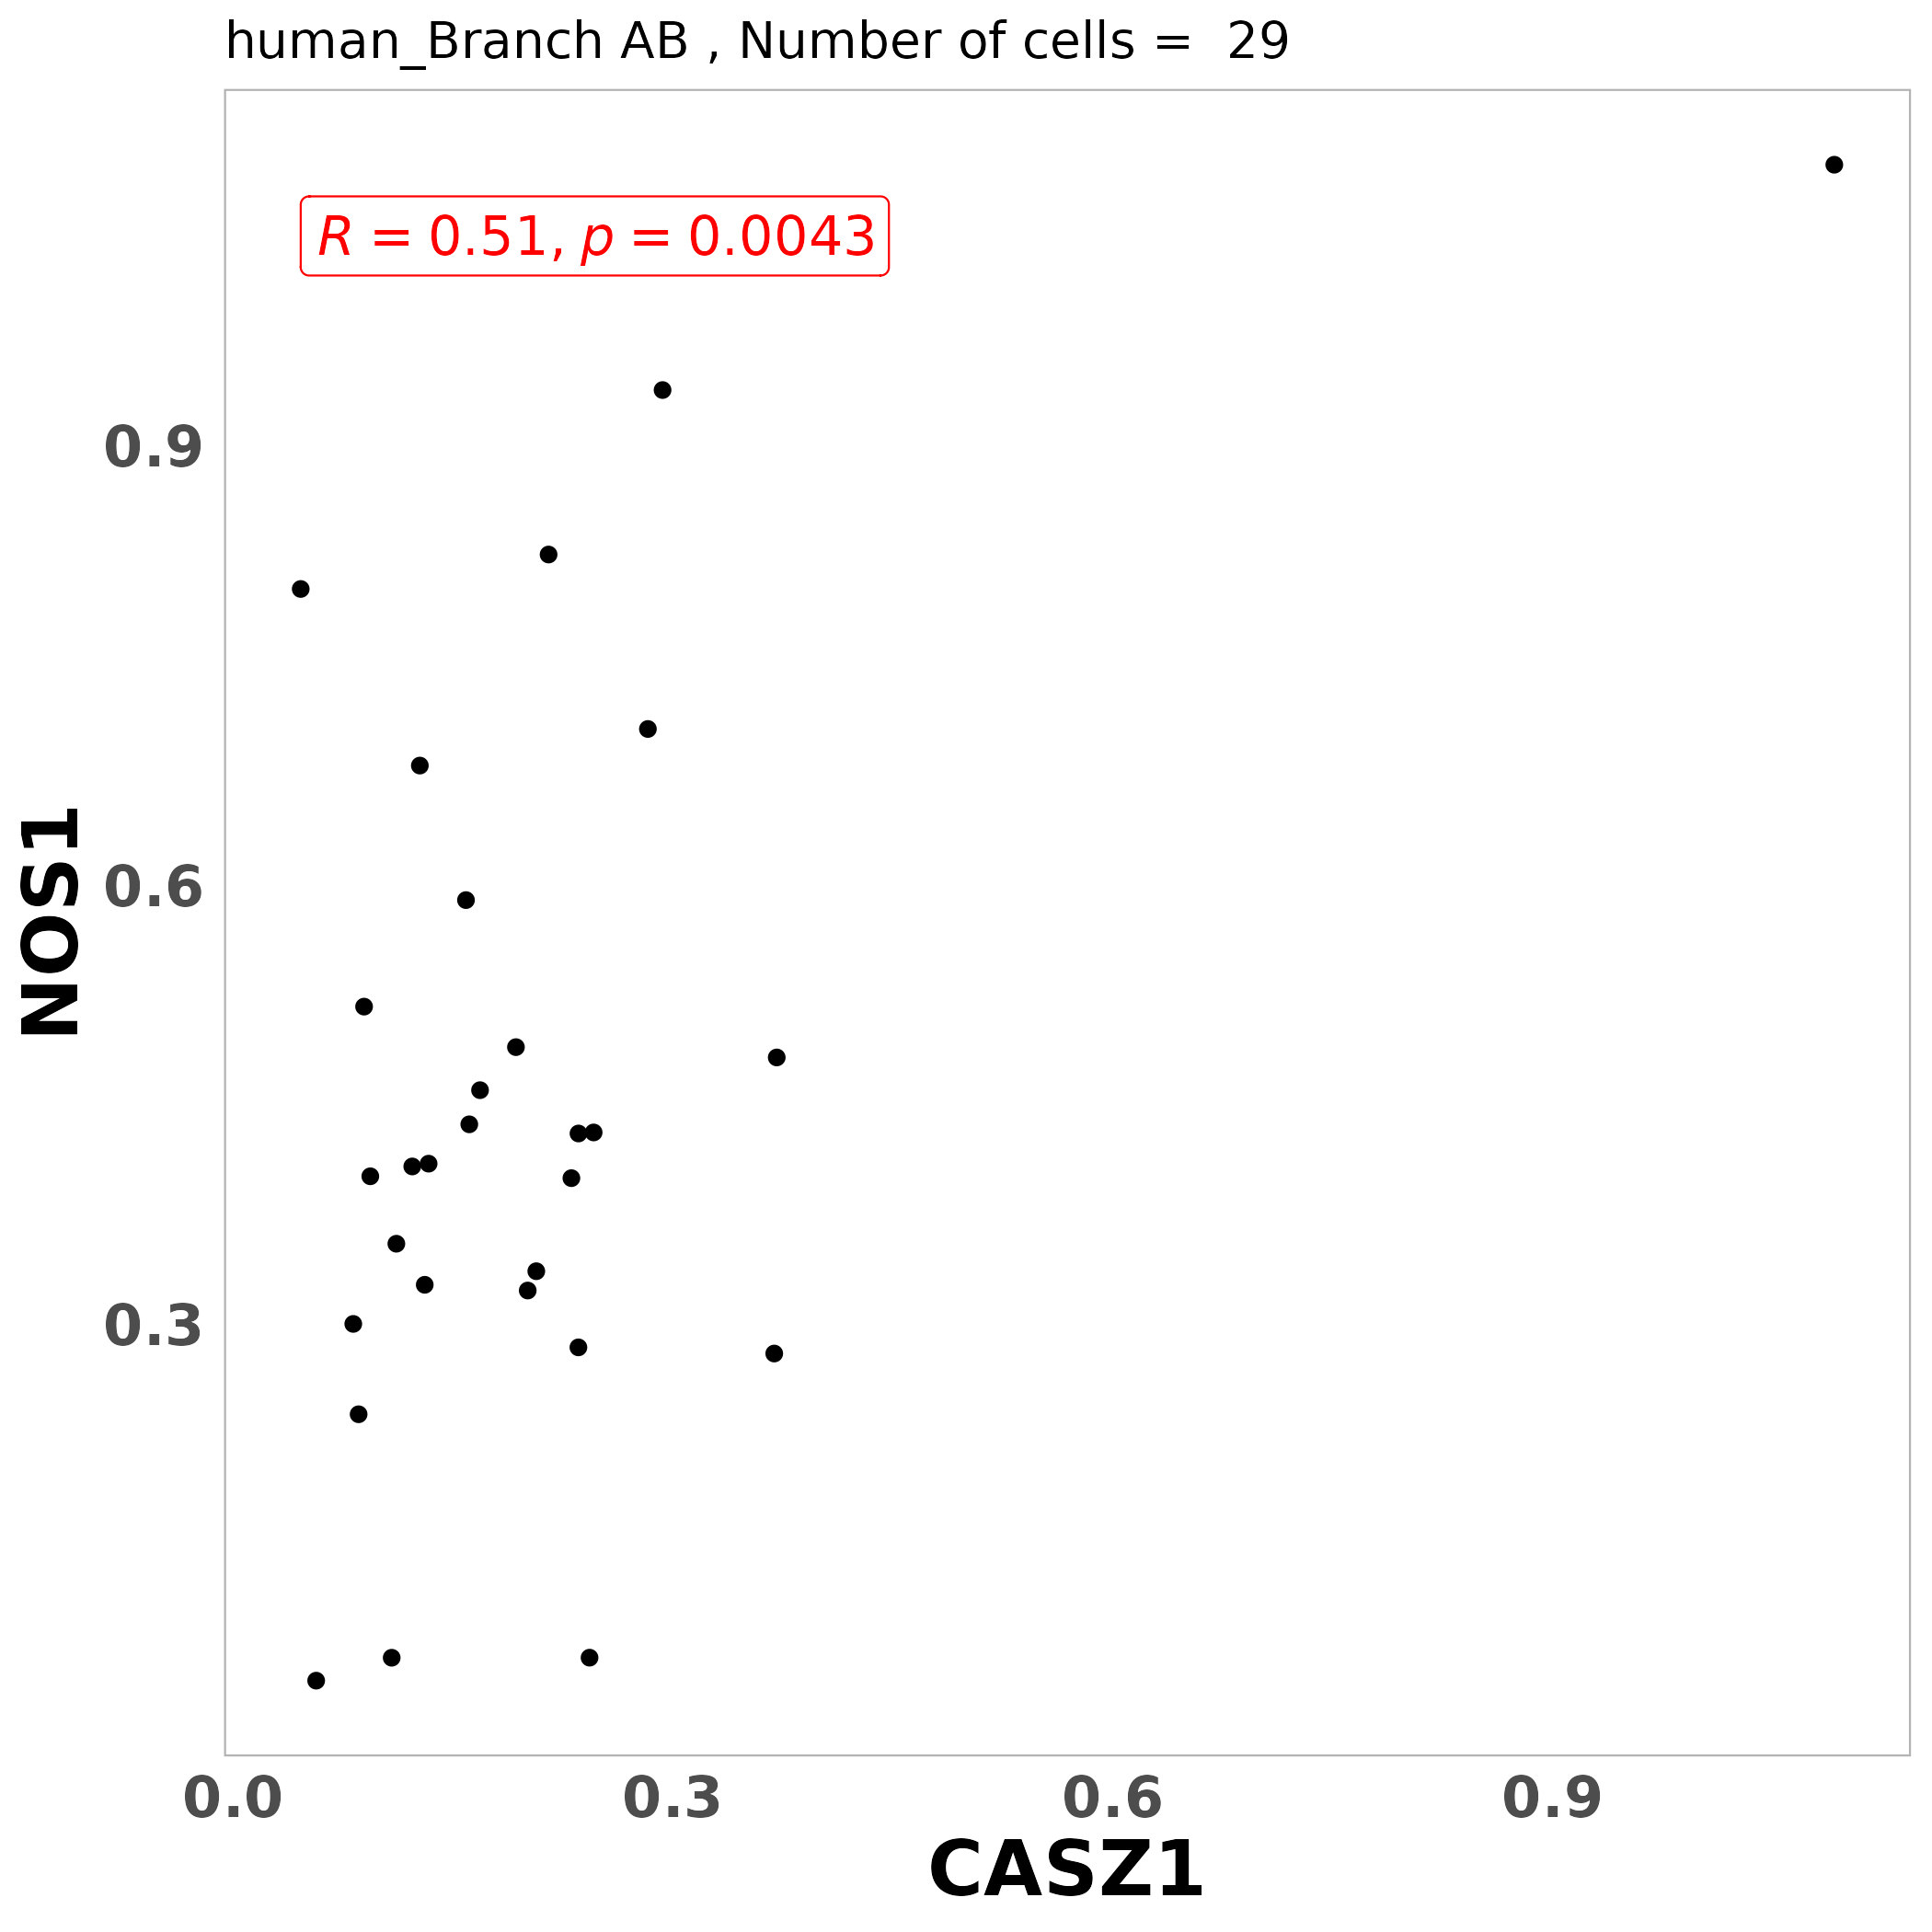 human_Branch AB , Number of cells =  29
R = 0.51, p = 0.0043
0.9
0.6
0.3
NOS1
0.0 0.3 0.6 0.9
CASZ1